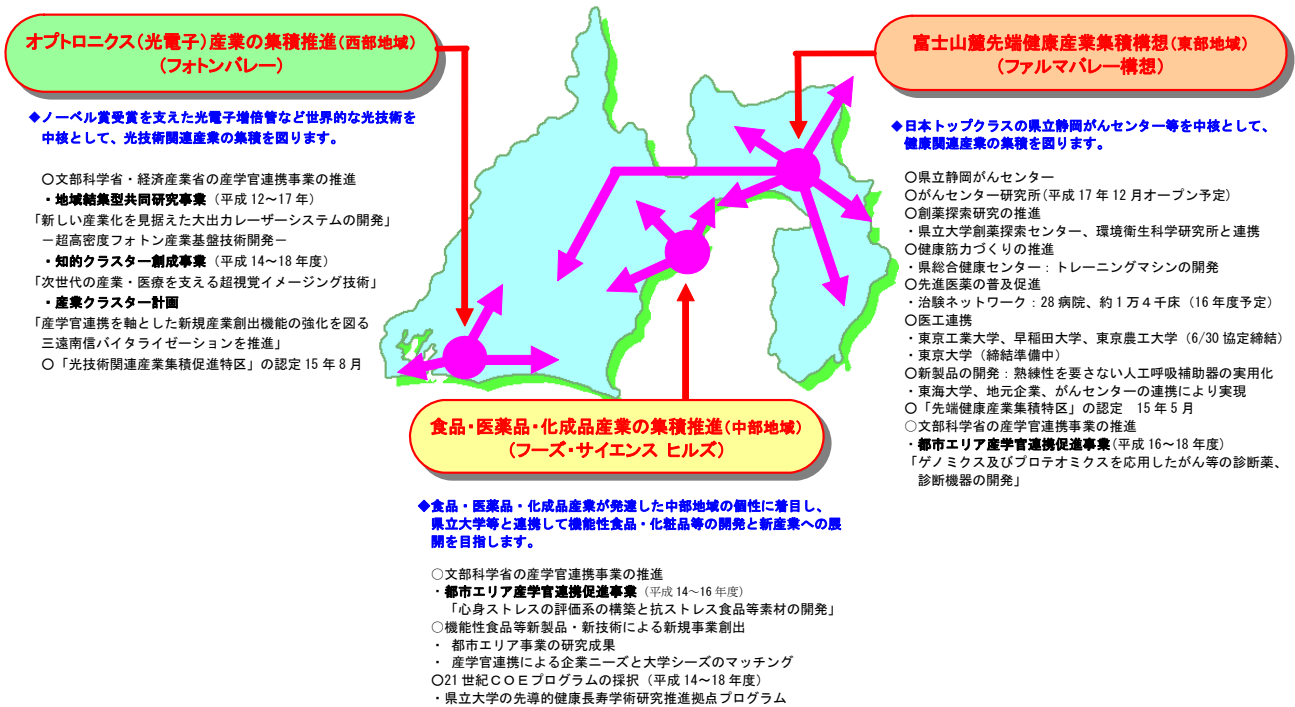 オプトロニクス（光電子）産業の集積推進（西部地域）
（フォトンバレー）
◆ノーベル賞受賞を支えた光電子増倍管など世界的な光技術を
中核として、光技術関連産業の集積を図ります。
〇文部科学省・経済産業省の産学官連携事業の推進
・地域結集型共同研究事業（平成 12～17 年）
「新しい産業化を見据えた大出力レーザーシステムの開発」
－超高密度フォトン産業基盤技術開発－
・知的クラスター創成事業（平成 14～18 年度）
「次世代の産業・医療を支える超視覚イメージング技術」
・産業クラスター計画
「産学官連携を軸とした新規産業創出機能の強化を図る
三遠南信バイタライゼーションを推進」
〇「光技術関連産業集積促進特区」の認定 15 年 8 月
富士山麓先端健康産業集積構想（東部地域）
（ファルマバレー構想）
◆日本トップクラスの県立静岡がんセンター等を中核として、
健康関連産業の集積を図ります。
〇県立静岡がんセンター
〇がんセンター研究所（平成 17 年 12 月オープン予定）
〇創薬探索研究の推進
・県立大学創薬探索センター、環境衛生科学研究所と連携
〇健康筋力づくりの推進
・県総合健康センター：トレーニングマシンの開発
〇先進医薬の普及促進
・治験ネットワーク：28 病院、約１万４千床（16 年度予定）
〇医工連携
・東京工業大学、早稲田大学、東京農工大学（6/30 協定締結）
・東京大学（締結準備中）
〇新製品の開発：熟練性を要さない人工呼吸補助器の実用化
・東海大学、地元企業、がんセンターの連携により実現
〇「先端健康産業集積特区」の認定　15 年 5 月
○文部科学省の産学官連携事業の推進
・都市エリア産学官連携促進事業（平成 16～18 年度）
「ゲノミクス及びプロテオミクスを応用したがん等の診断薬、
診断機器の開発」
食品・医薬品・化成品産業の集積推進（中部地域）
（フーズ・サイエンス ヒルズ）
◆食品・医薬品・化成品産業が発達した中部地域の個性に着目し、
県立大学等と連携して機能性食品・化粧品等の開発と新産業への展
開を目指します。
○文部科学省の産学官連携事業の推進
・都市エリア産学官連携促進事業（平成 14～16 年度）
「心身ストレスの評価系の構築と抗ストレス食品等素材の開発」
○機能性食品等新製品・新技術による新規事業創出
・ 都市エリア事業の研究成果
・ 産学官連携による企業ニーズと大学シーズのマッチング
〇21 世紀ＣＯＥプログラムの採択（平成 14～18 年度）
・県立大学の先導的健康長寿学術研究推進拠点プログラム